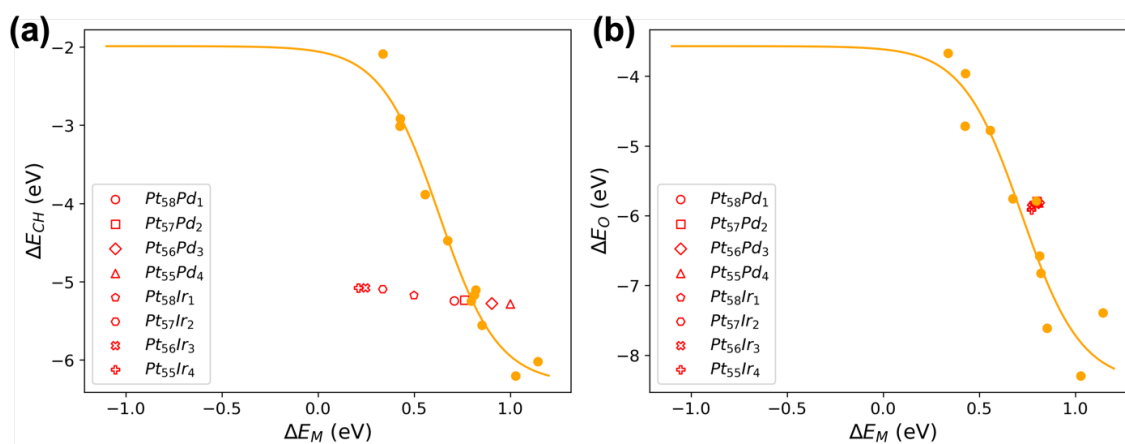 (a)
−2
−3
−4
−5
−6
ΔE_CH (eV)
Pt₅₈Pd₁
Pt₅₇Pd₂
Pt₅₆Pd₃
Pt₅₅Pd₄
Pt₅₈Ir₁
Pt₅₇Ir₂
Pt₅₆Ir₃
Pt₅₅Ir₄
−1.0 −0.5 0.0 0.5 1.0
ΔE_M (eV)
(b)
−4
−5
−6
−7
−8
ΔE_O (eV)
Pt₅₈Pd₁
Pt₅₇Pd₂
Pt₅₆Pd₃
Pt₅₅Pd₄
Pt₅₈Ir₁
Pt₅₇Ir₂
Pt₅₆Ir₃
Pt₅₅Ir₄
−1.0 −0.5 0.0 0.5 1.0
ΔE_M (eV)